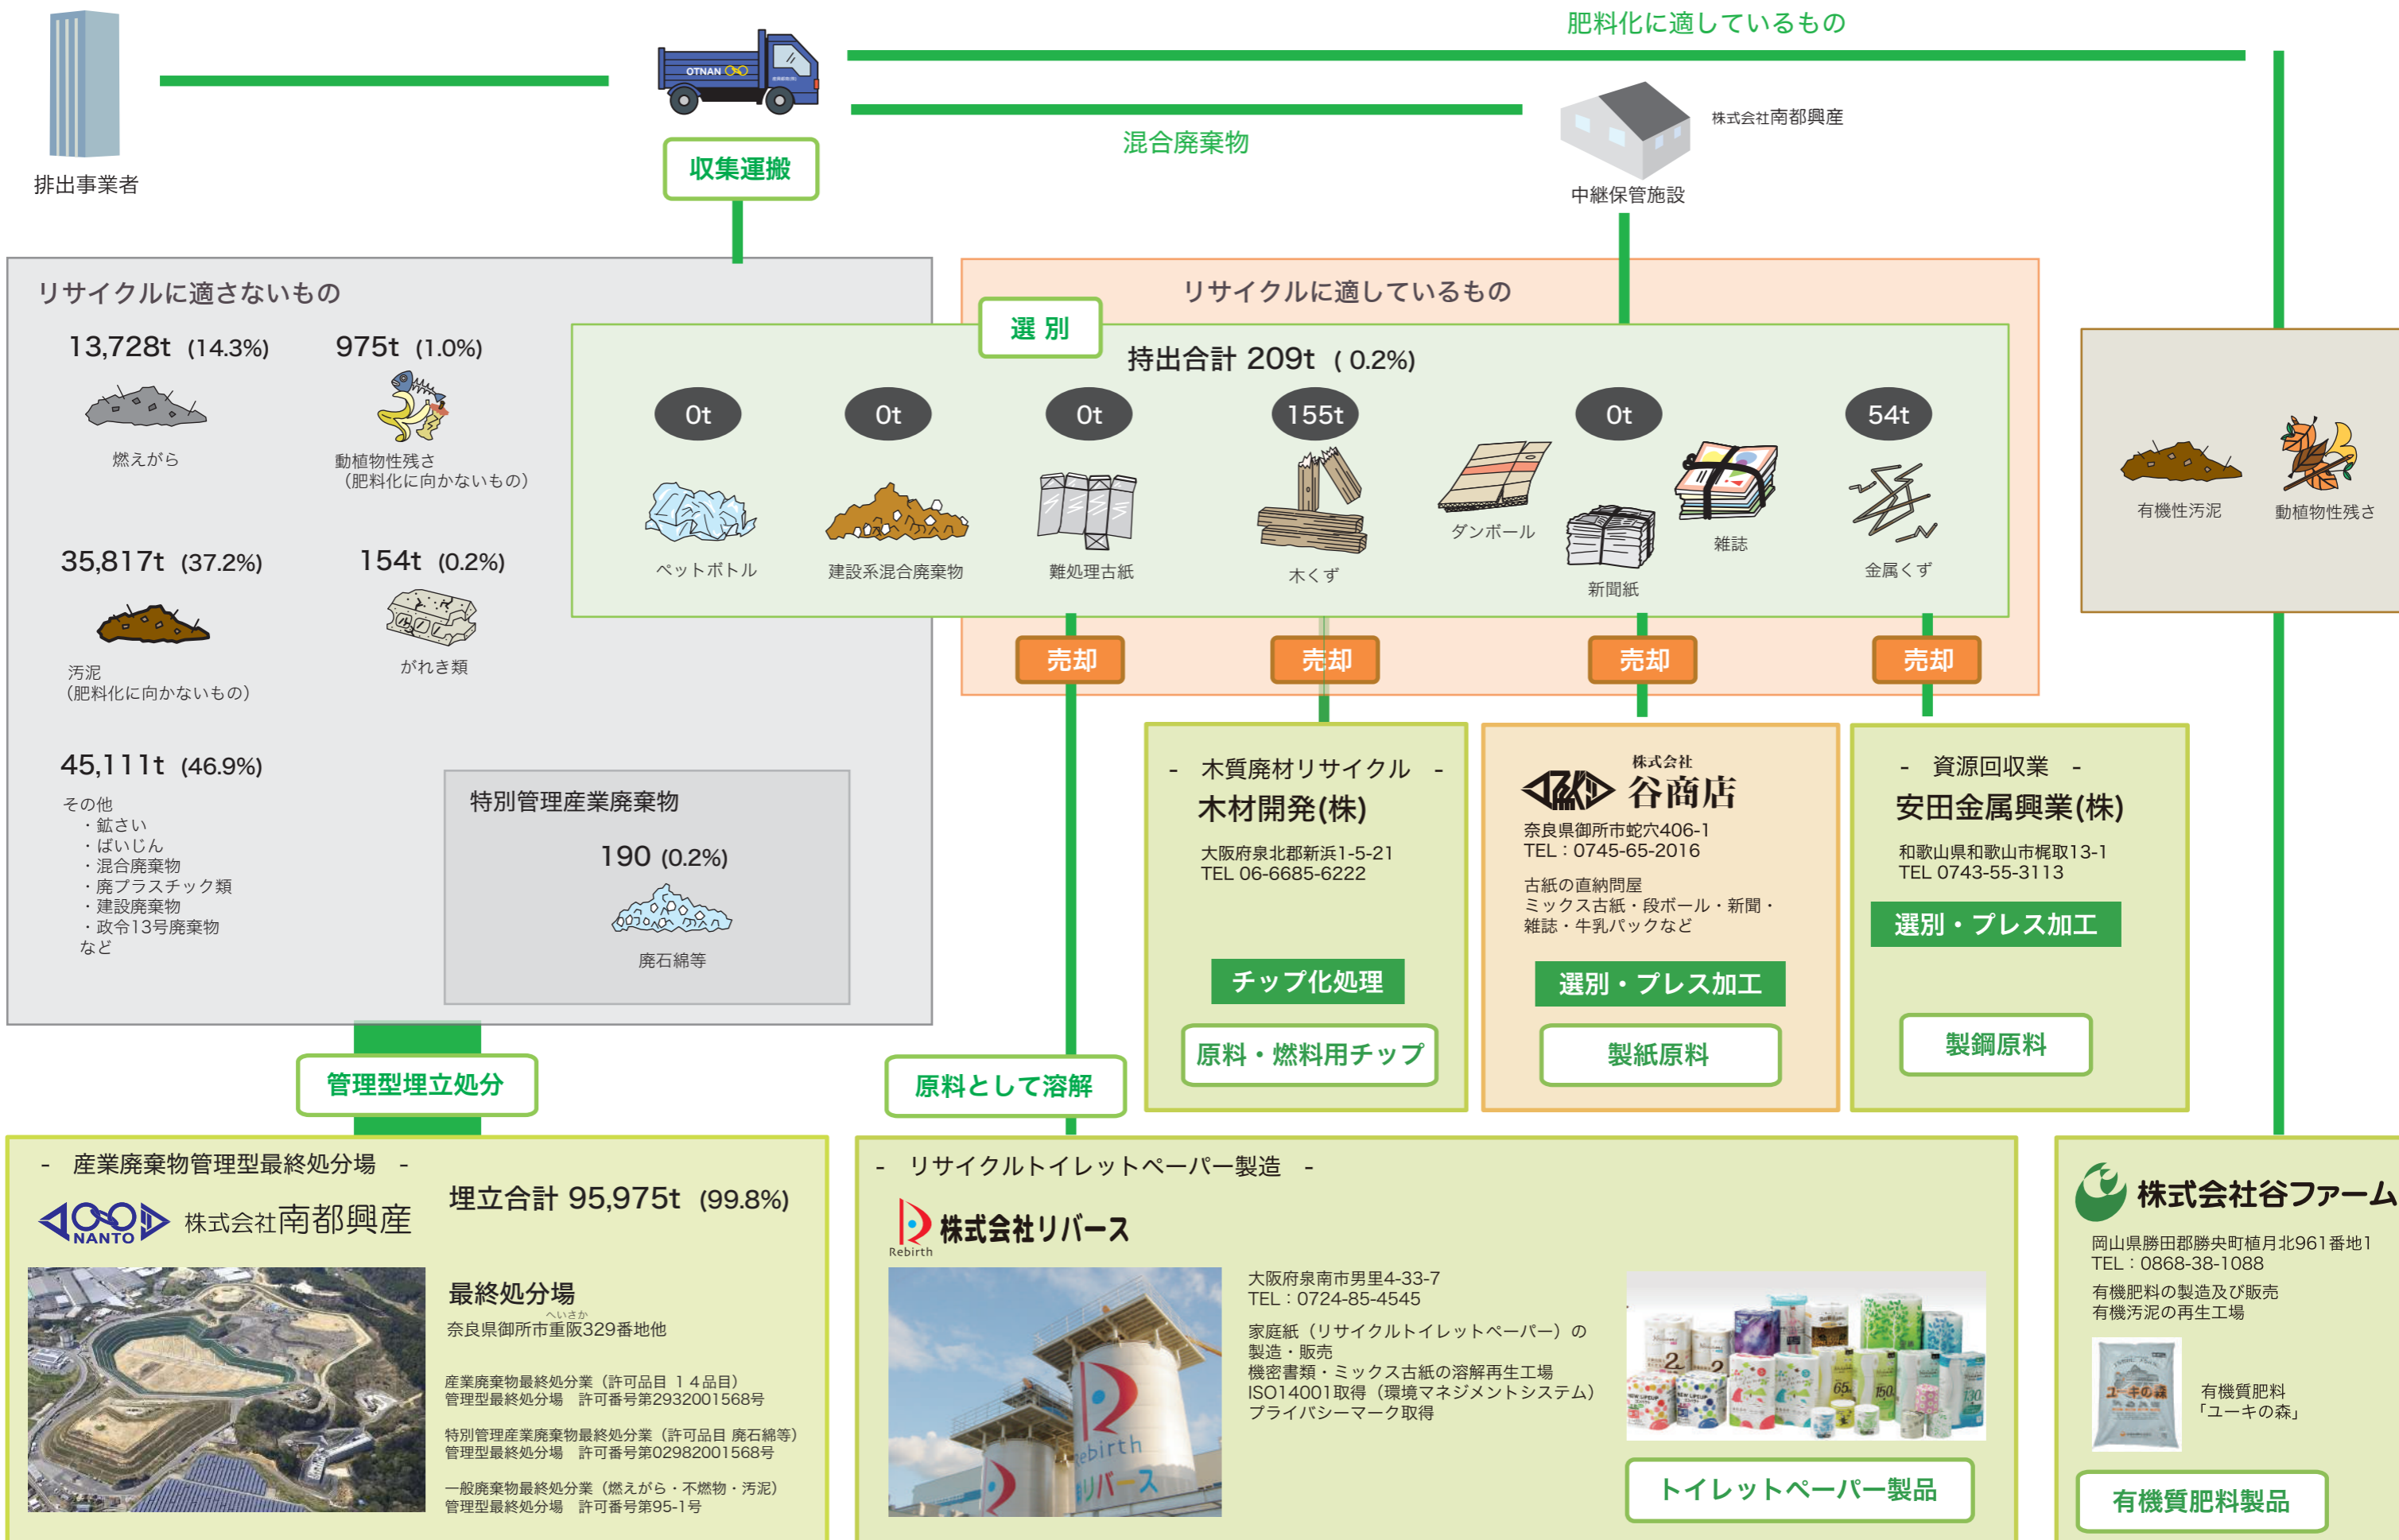 肥料化に適しているもの
OTNAN
混合廃棄物
株式会社南都興産
収集運搬
排出事業者
中継保管施設
リサイクルに適さないもの
13,728t (14.3%)
燃えがら
975t (1.0%)
動植物性残さ
（肥料化に向かないもの）
35,817t (37.2%)
汚泥
（肥料化に向かないもの）
154t (0.2%)
がれき類
45,111t (46.9%)
その他
・鉱さい
・ばいじん
・混合廃棄物
・廃プラスチック類
・建設廃棄物
・政令13号廃棄物
など
特別管理産業廃棄物
190 (0.2%)
廃石綿等
リサイクルに適しているもの
選 別
持出合計 209t ( 0.2%)
0t
ペットボトル
0t
建設系混合廃棄物
0t
難処理古紙
155t
木くず
0t
ダンボール
新聞紙
雑誌
54t
金属くず
有機性汚泥
動植物性残さ
売却
売却
売却
売却
- 木質廃材リサイクル -
木材開発(株)
大阪府泉北郡新浜1-5-21
TEL 06-6685-6222
チップ化処理
原料・燃料用チップ
株式会社
谷商店
奈良県御所市蛇穴406-1
TEL：0745-65-2016
古紙の直納問屋
ミックス古紙・段ボール・新聞・
雑誌・牛乳パックなど
選別・プレス加工
製紙原料
- 資源回収業 -
安田金属興業(株)
和歌山県和歌山市梶取13-1
TEL 0743-55-3113
選別・プレス加工
製鋼原料
管理型埋立処分
原料として溶解
- 産業廃棄物管理型最終処分場 -
NANTO
株式会社南都興産
埋立合計 95,975t (99.8%)
最終処分場
へいさか
奈良県御所市重阪329番地他
産業廃棄物最終処分業（許可品目 １４品目）
管理型最終処分場　許可番号第2932001568号
特別管理産業廃棄物最終処分業（許可品目 廃石綿等）
管理型最終処分場　許可番号第02982001568号
一般廃棄物最終処分業（燃えがら・不燃物・汚泥）
管理型最終処分場　許可番号第95-1号
- リサイクルトイレットペーパー製造 -
Rebirth
株式会社リバース
Rebirth
リバース
大阪府泉南市男里4-33-7
TEL：0724-85-4545
家庭紙（リサイクルトイレットペーパー）の
製造・販売
機密書類・ミックス古紙の溶解再生工場
ISO14001取得（環境マネジメントシステム）
プライバシーマーク取得
トイレットペーパー製品
株式会社谷ファーム
岡山県勝田郡勝央町植月北961番地1
TEL：0868-38-1088
有機肥料の製造及び販売
有機汚泥の再生工場
ユーキの森
有機質肥料
「ユーキの森」
有機質肥料製品